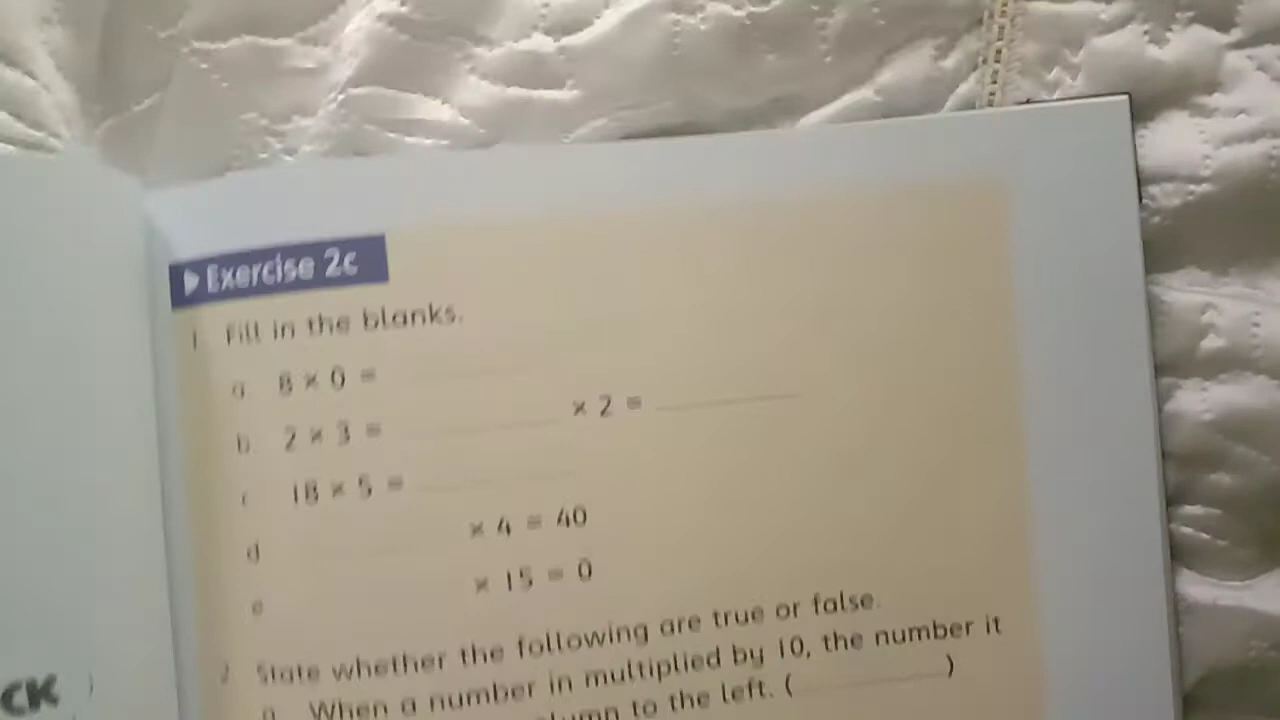 Exercise 2c
1 Fill in the blanks.
a 8 × 0 =
b 2 × 3 = × 2 =
c 18 × 5 =
d × 4 = 40
e × 15 = 0
2 State whether the following are true or false.
a When a number in multiplied by 10, the number it
to the left. ( )
CK